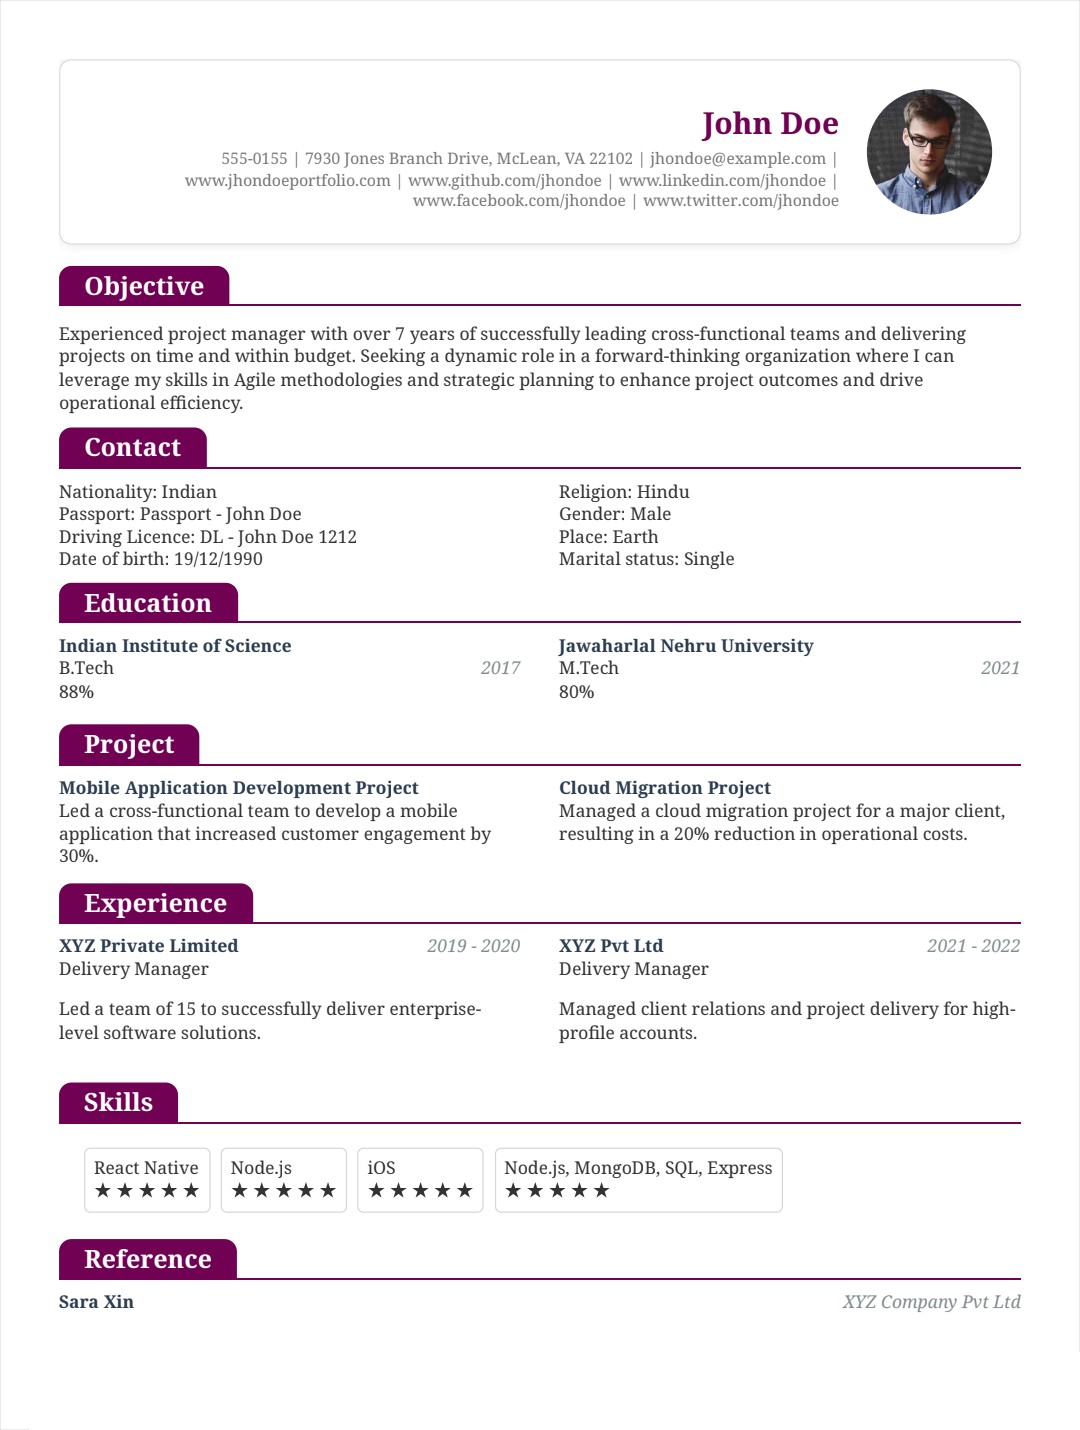 John Doe
555-0155 | 7930 Jones Branch Drive, McLean, VA 22102 | jhondoe@example.com |
www.jhondoeportfolio.com | www.github.com/jhondoe | www.linkedin.com/jhondoe |
www.facebook.com/jhondoe | www.twitter.com/jhondoe
Objective
Experienced project manager with over 7 years of successfully leading cross-functional teams and delivering
projects on time and within budget. Seeking a dynamic role in a forward-thinking organization where I can
leverage my skills in Agile methodologies and strategic planning to enhance project outcomes and drive
operational efficiency.
Contact
Nationality: Indian
Passport: Passport - John Doe
Driving Licence: DL - John Doe 1212
Date of birth: 19/12/1990
Religion: Hindu
Gender: Male
Place: Earth
Marital status: Single
Education
Indian Institute of Science
B.Tech 2017
88%
Jawaharlal Nehru University
M.Tech 2021
80%
Project
Mobile Application Development Project
Led a cross-functional team to develop a mobile
application that increased customer engagement by
30%.
Cloud Migration Project
Managed a cloud migration project for a major client,
resulting in a 20% reduction in operational costs.
Experience
XYZ Private Limited 2019 - 2020
Delivery Manager
Led a team of 15 to successfully deliver enterprise-
level software solutions.
XYZ Pvt Ltd 2021 - 2022
Delivery Manager
Managed client relations and project delivery for high-
profile accounts.
Skills
React Native
★★★★★
Node.js
★★★★★
iOS
★★★★★
Node.js, MongoDB, SQL, Express
★★★★★
Reference
Sara Xin XYZ Company Pvt Ltd